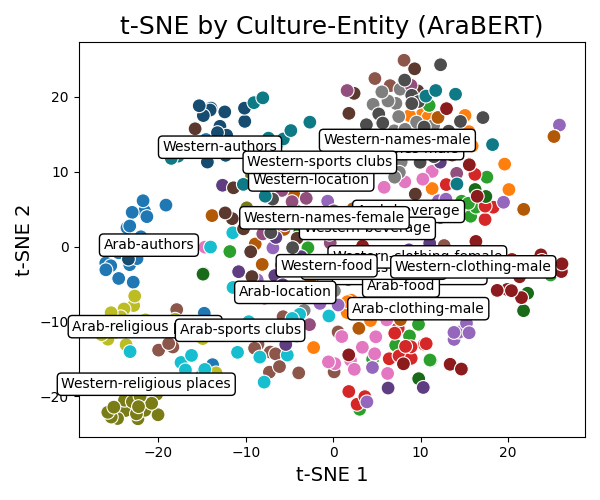 t-SNE by Culture-Entity (AraBERT)
t-SNE 2
20
10
0
−10
−20
Western-authors
Western-names-male
Western-sports clubs
Western-location
Western-names-female
beverage
Western-beverage
Arab-authors
Western-clothing-female
Western-food
Western-clothing-male
Arab-food
Arab-location
Arab-clothing-male
Arab-religious
Arab-sports clubs
Western-religious places
−20
−10
0
10
20
t-SNE 1